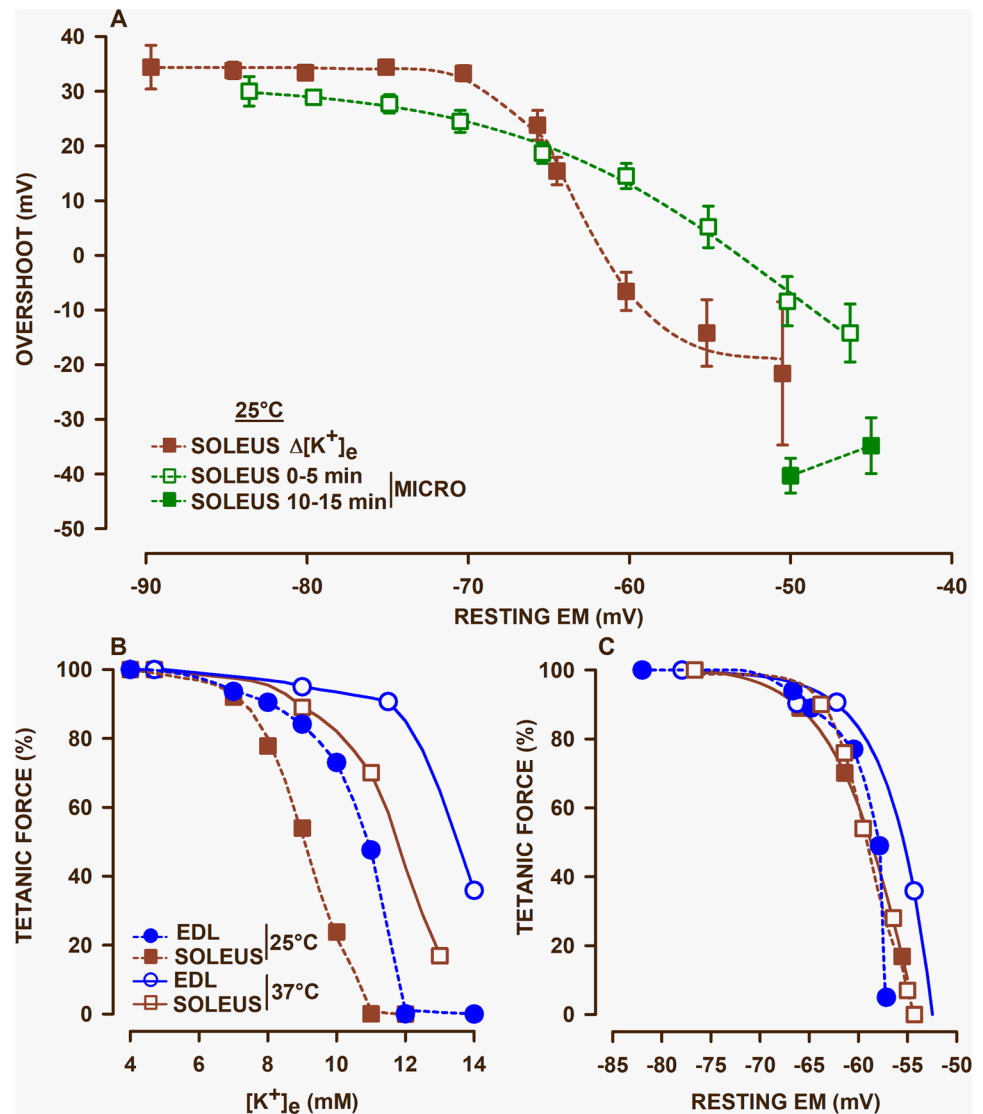 A
40
30
20
10
0
-10
-20
-30
-40
-50
OVERSHOOT (mV)
25°C
SOLEUS Δ[K+]e
SOLEUS 0-5 min
SOLEUS 10-15 min
MICRO
-90 -80 -70 -60 -50 -40
RESTING EM (mV)
B
100
80
60
40
20
0
TETANIC FORCE (%)
EDL
SOLEUS
25°C
EDL
SOLEUS
37°C
4 6 8 10 12 14
[K+]e (mM)
C
100
80
60
40
20
0
TETANIC FORCE (%)
-85 -80 -75 -70 -65 -60 -55 -50
RESTING EM (mV)